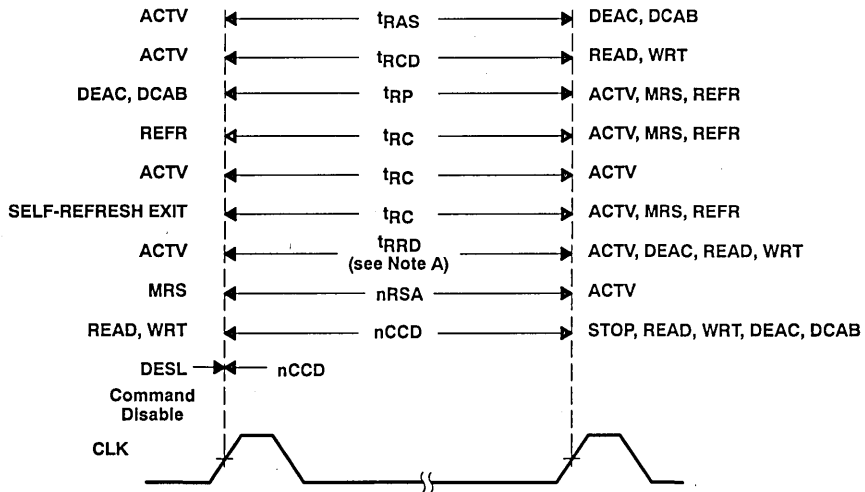 ACTV tRAS DEAC, DCAB
ACTV tRCD READ, WRT
DEAC, DCAB tRP ACTV, MRS, REFR
REFR tRC ACTV, MRS, REFR
ACTV tRC ACTV
SELF-REFRESH EXIT tRC ACTV, MRS, REFR
ACTV tRRD ACTV, DEAC, READ, WRT
(see Note A)
MRS nRSA ACTV
READ, WRT nCCD STOP, READ, WRT, DEAC, DCAB
DESL nCCD
Command
Disable
CLK